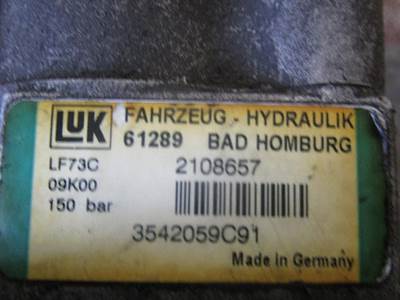 LUK FAHRZEUG - HYDRAULIK
61289 BAD HOMBURG
LF73C 2108657
09K00
150 bar
3542059C91
Made in Germany